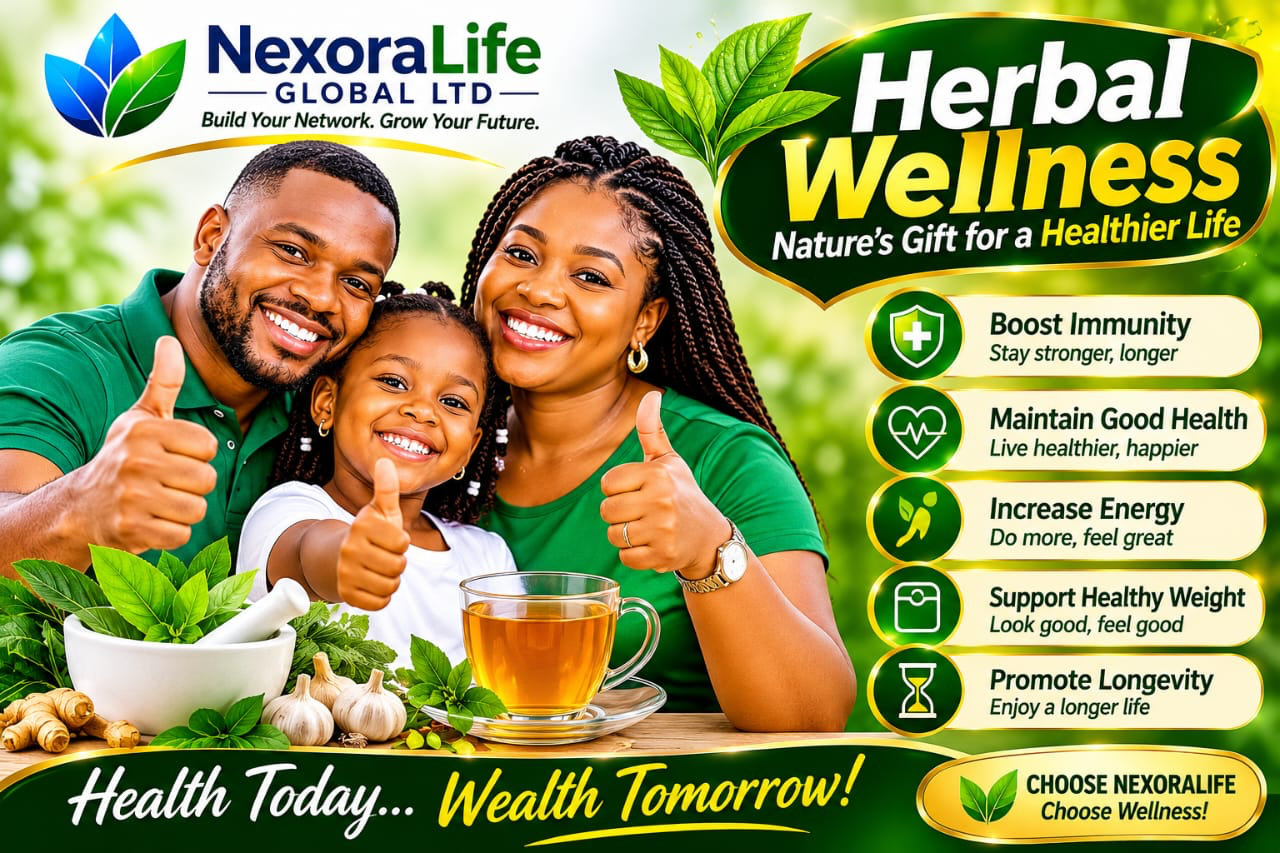 NexoraLife
GLOBAL LTD
Build Your Network. Grow Your Future.
Herbal
Wellness
Nature's Gift for a Healthier Life
Boost Immunity
Stay stronger, longer
Maintain Good Health
Live healthier, happier
Increase Energy
Do more, feel great
Support Healthy Weight
Look good, feel good
Promote Longevity
Enjoy a longer life
Health Today... Wealth Tomorrow!
CHOOSE NEXORALIFE
Choose Wellness!